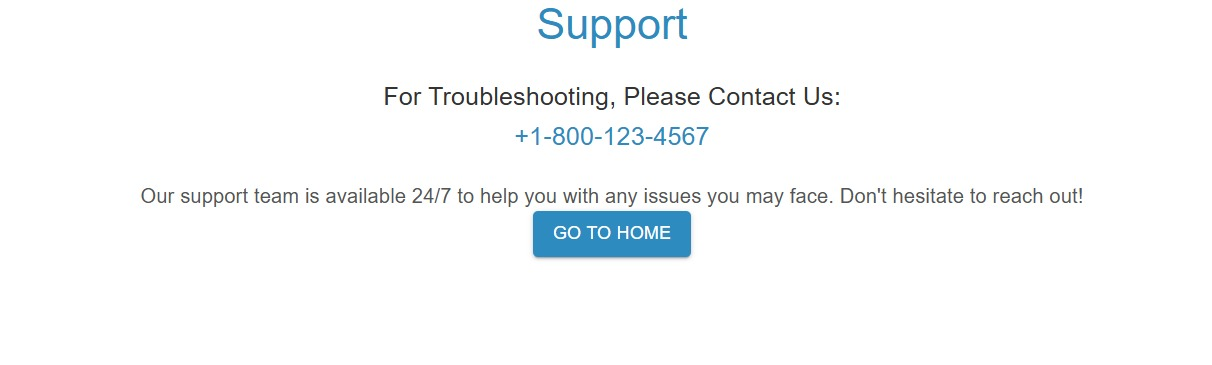 Support
For Troubleshooting, Please Contact Us:
+1-800-123-4567
Our support team is available 24/7 to help you with any issues you may face. Don't hesitate to reach out!
GO TO HOME